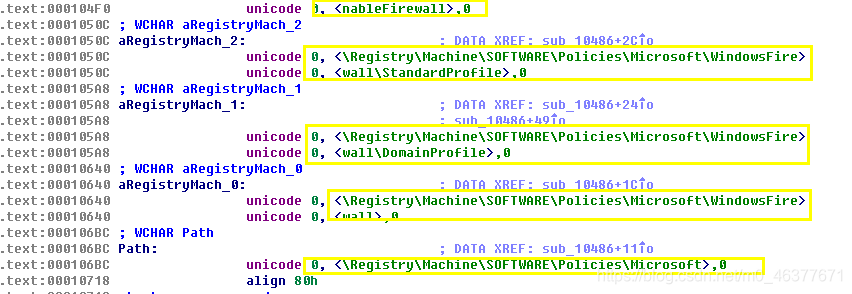 .text:000104F0 unicode 0, <nableFirewall>,0
.text:0001050C ; WCHAR aRegistryMach_2
.text:0001050C aRegistryMach_2: ; DATA XREF: sub_10486+2C↑o
.text:0001050C unicode 0, <\Registry\Machine\SOFTWARE\Policies\Microsoft\WindowsFire>
.text:0001050C unicode 0, <wall\StandardProfile>,0
.text:000105A8 ; WCHAR aRegistryMach_1
.text:000105A8 aRegistryMach_1: ; DATA XREF: sub_10486+24↑o
.text:000105A8 ; sub_10486+49↑o
.text:000105A8 unicode 0, <\Registry\Machine\SOFTWARE\Policies\Microsoft\WindowsFire>
.text:000105A8 unicode 0, <wall\DomainProfile>,0
.text:00010640 ; WCHAR aRegistryMach_0
.text:00010640 aRegistryMach_0: ; DATA XREF: sub_10486+1C↑o
.text:00010640 unicode 0, <\Registry\Machine\SOFTWARE\Policies\Microsoft\WindowsFire>
.text:00010640 unicode 0, <wall>,0
.text:000106BC ; WCHAR Path
.text:000106BC Path: ; DATA XREF: sub_10486+11↑o
.text:000106BC unicode 0, <\Registry\Machine\SOFTWARE\Policies\Microsoft>,0
.text:00010718 align 80h
https://blog.csdn.net/m0_46377671